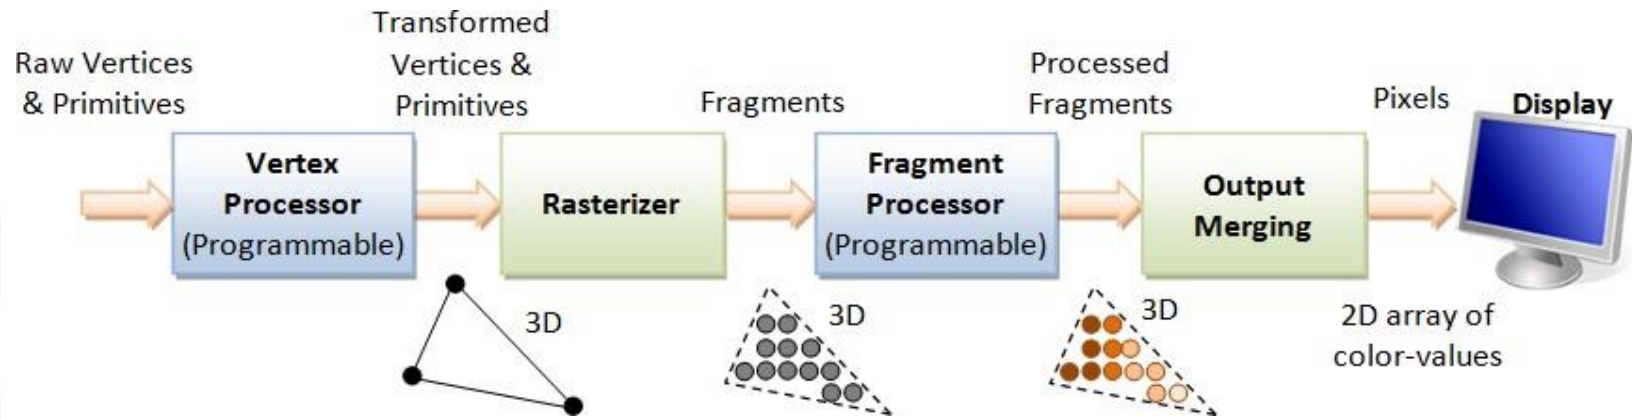 Raw Vertices
& Primitives
Vertex
Processor
(Programmable)
Transformed
Vertices &
Primitives
3D
Rasterizer
Fragments
3D
Fragment
Processor
(Programmable)
Processed
Fragments
3D
Output
Merging
Pixels
2D array of
color-values
Display